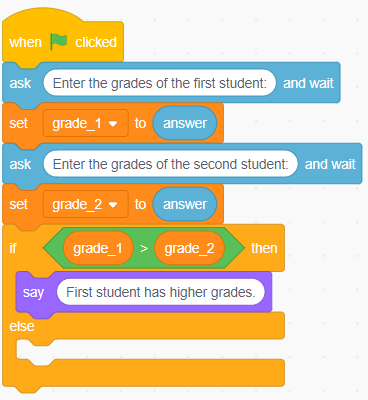 when clicked
ask Enter the grades of the first student: and wait
set grade_1 to answer
ask Enter the grades of the second student: and wait
set grade_2 to answer
if grade_1 > grade_2 then
say First student has higher grades.
else